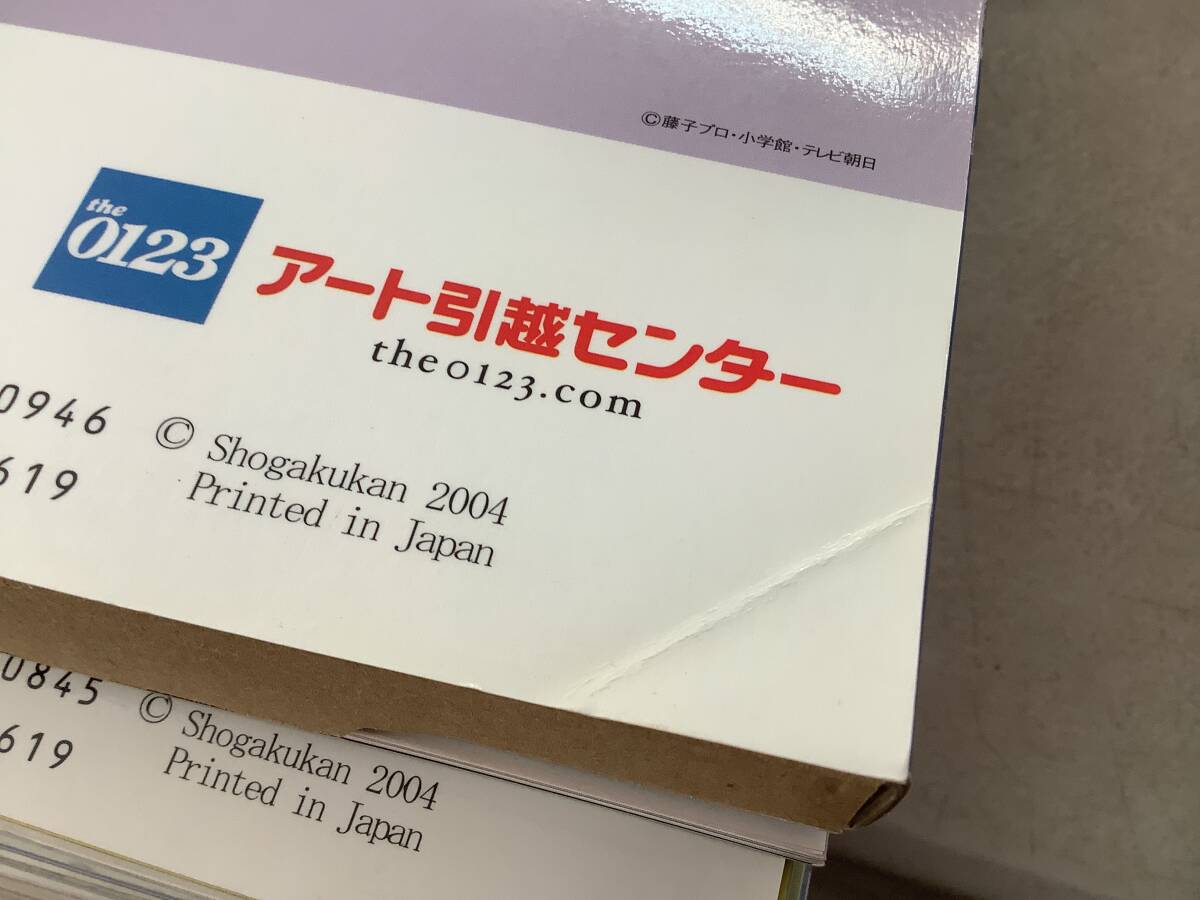 ©藤子プロ・小学館・テレビ朝日
the
0123
アート引越センター
the0123.com
0946
© Shogakukan 2004
619
Printed in Japan
0845
© Shogakukan 2004
619
Printed in Japan